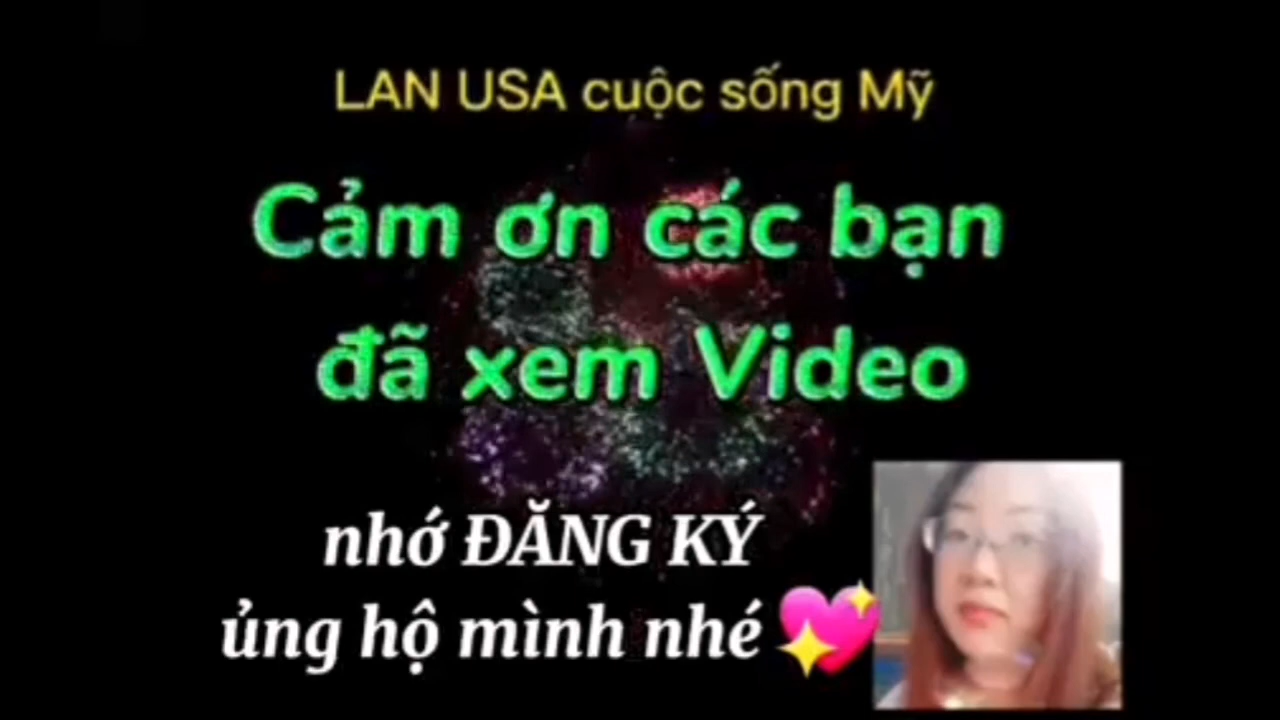 LAN USA cuộc sống Mỹ
Cảm ơn các bạn
đã xem Video
nhớ ĐĂNG KÝ
ủng hộ mình nhé